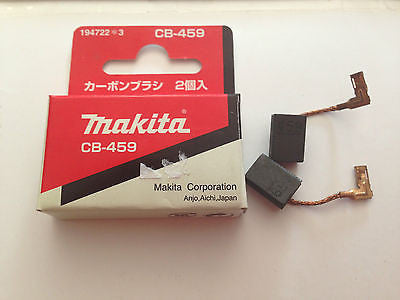 194722✳3 CB-459
カーボンブラシ 2個入
makita
CB-459
Makita Corporation
Anjo,Aichi,Japan